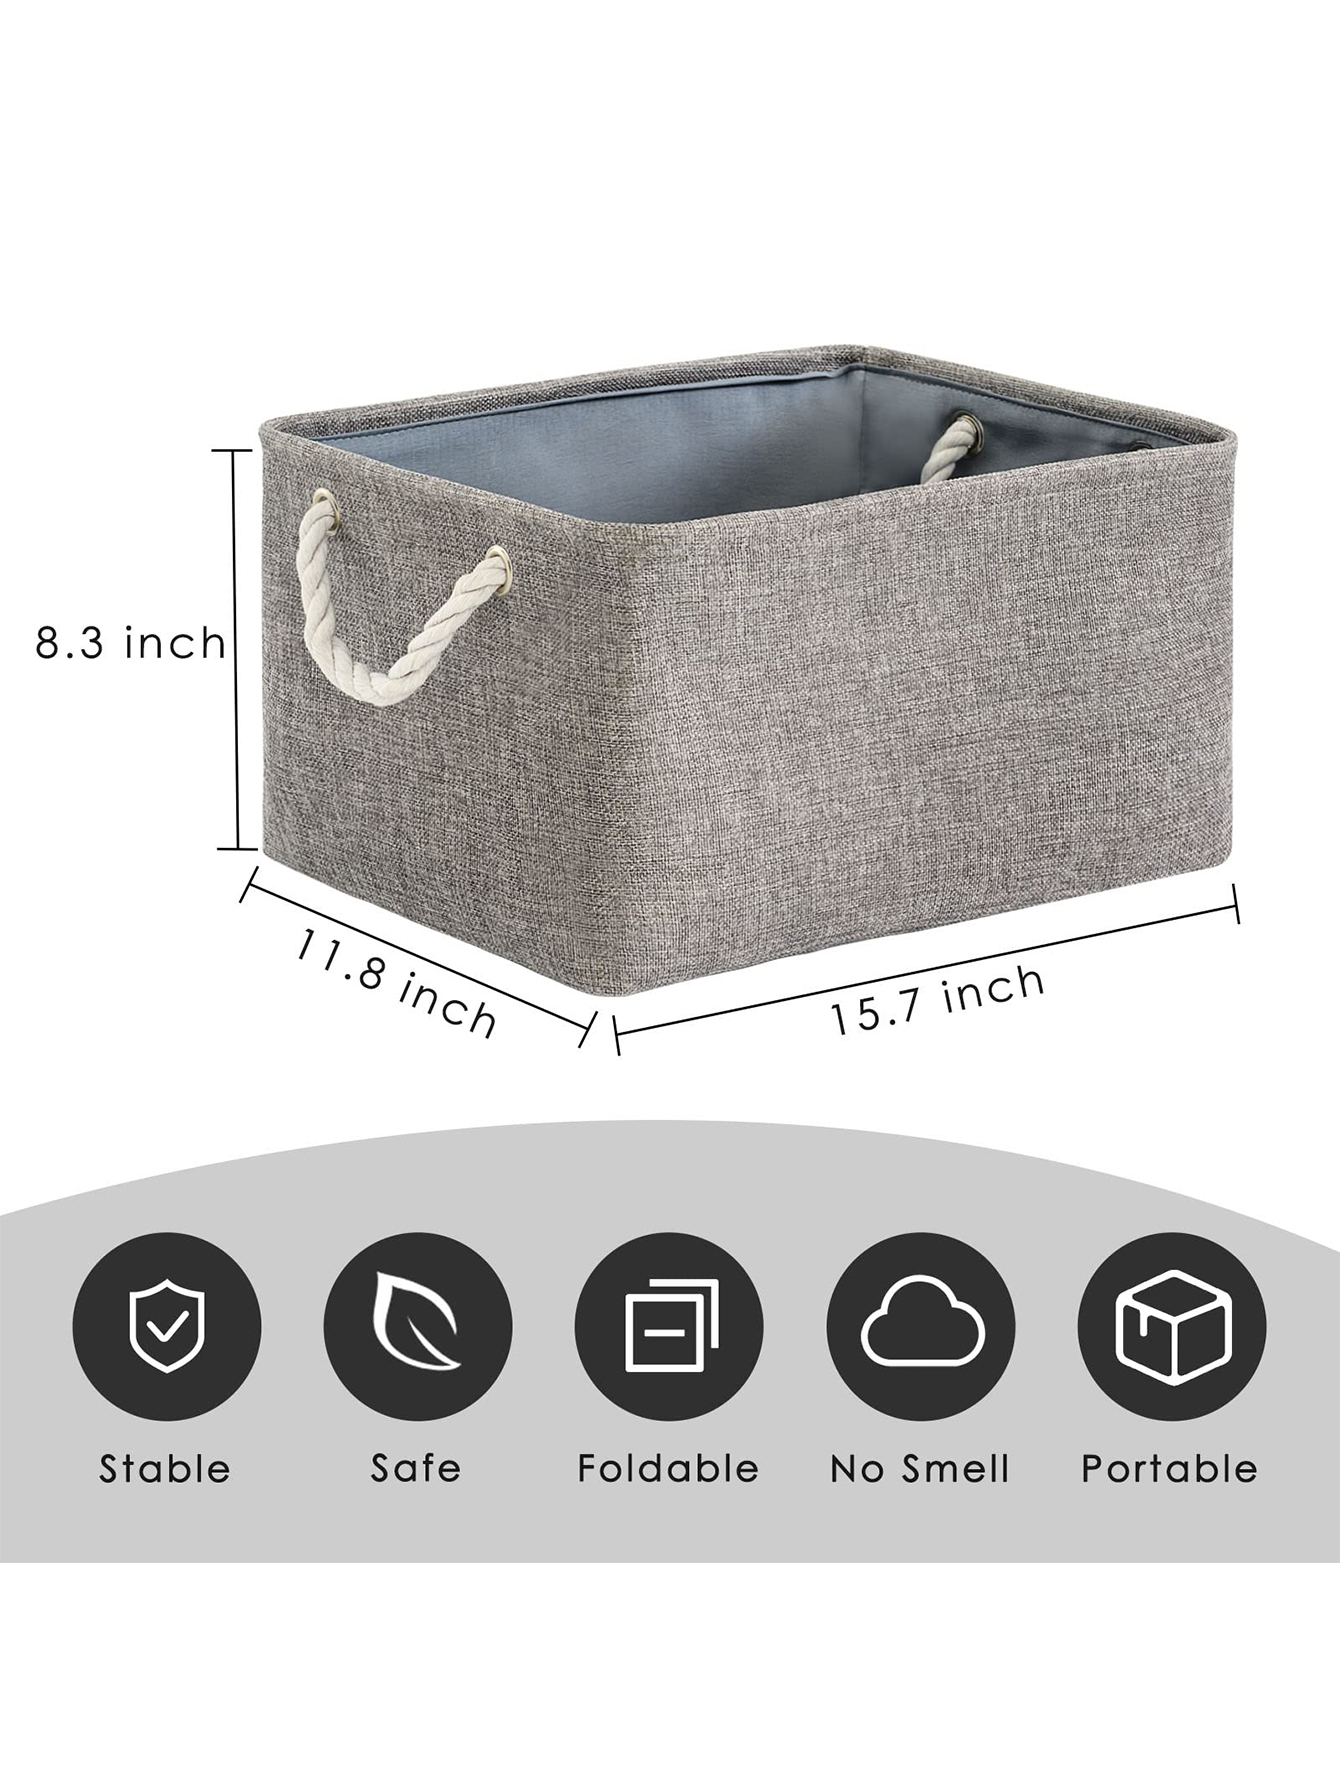 8.3 inch
11.8 inch
15.7 inch
Stable
Safe
Foldable
No Smell
Portable